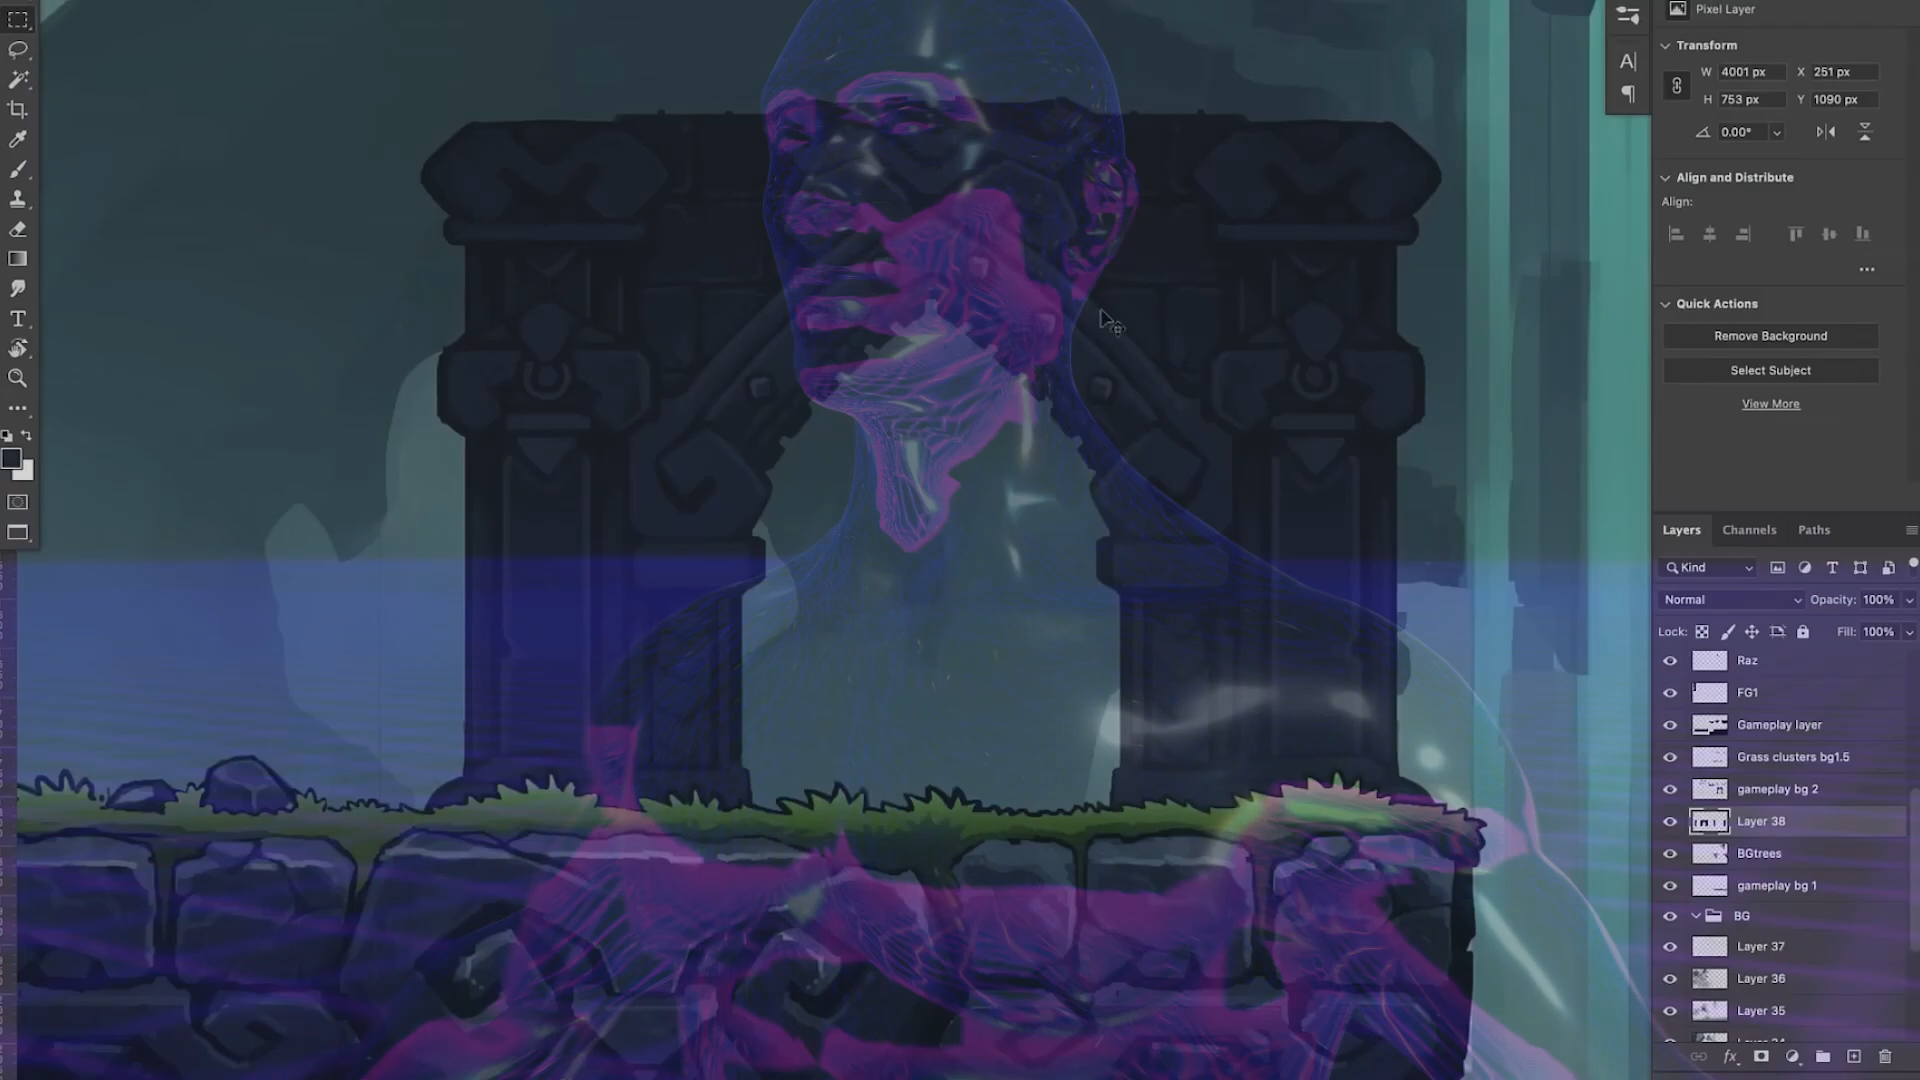 Pixel Layer
Transform
W 4001 px X 251 px
H 753 px Y 1090 px
0.00°
Align and Distribute
Align:
Quick Actions
Remove Background
Select Subject
View More
Layers Channels Paths
Kind
Normal Opacity: 100%
Lock: Fill: 100%
Raz
FG1
Gameplay layer
Grass clusters bg1.5
gameplay bg 2
Layer 38
BGtrees
gameplay bg 1
BG
Layer 37
Layer 36
Layer 35